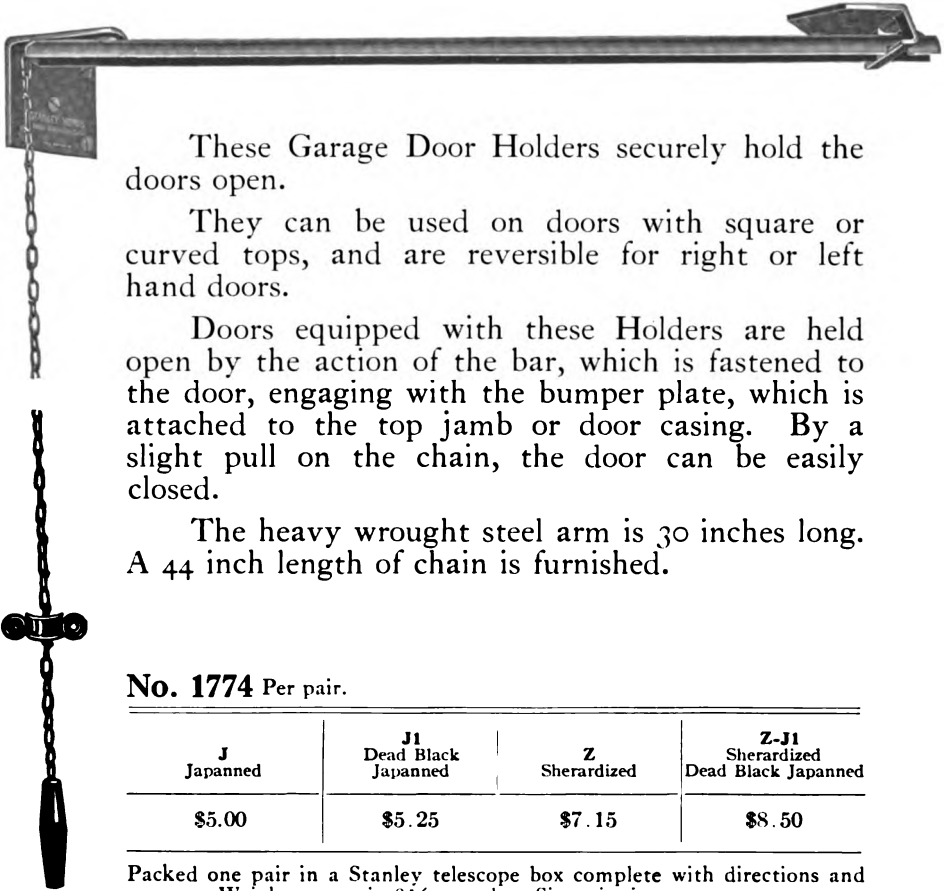 These Garage Door Holders securely hold the
doors open.
They can be used on doors with square or
curved tops, and are reversible for right or left
hand doors.
Doors equipped with these Holders are held
open by the action of the bar, which is fastened to
the door, engaging with the bumper plate, which is
attached to the top jamb or door casing. By a
slight pull on the chain, the door can be easily
closed.
The heavy wrought steel arm is 30 inches long.
A 44 inch length of chain is furnished.
No. 1774 Per pair.
J
Japanned
J1
Dead Black
Japanned
Z
Sherardized
Z-J1
Sherardized
Dead Black Japanned
$5.00 $5.25 $7.15 $8.50
Packed one pair in a Stanley telescope box complete with directions and